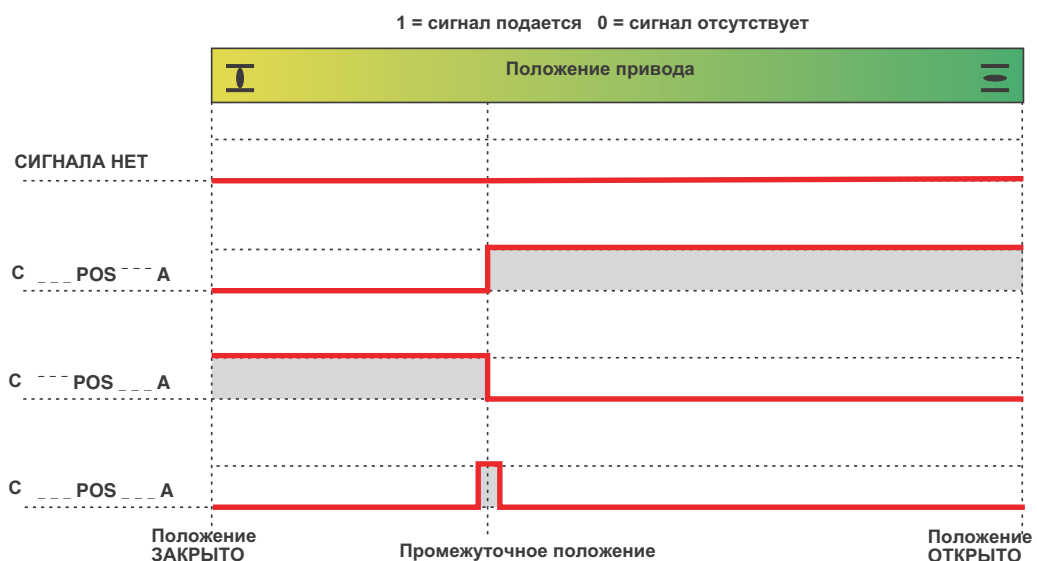 1 = сигнал подается 0 = сигнал отсутствует
Положение привода
СИГНАЛА НЕТ
C _ _ _ POS ¯ ¯ ¯ A
C ¯ ¯ ¯ POS _ _ _ A
C _ _ _ POS _ _ _ A
Положение
ЗАКРЫТО
Промежуточное положение
Положение
ОТКРЫТО